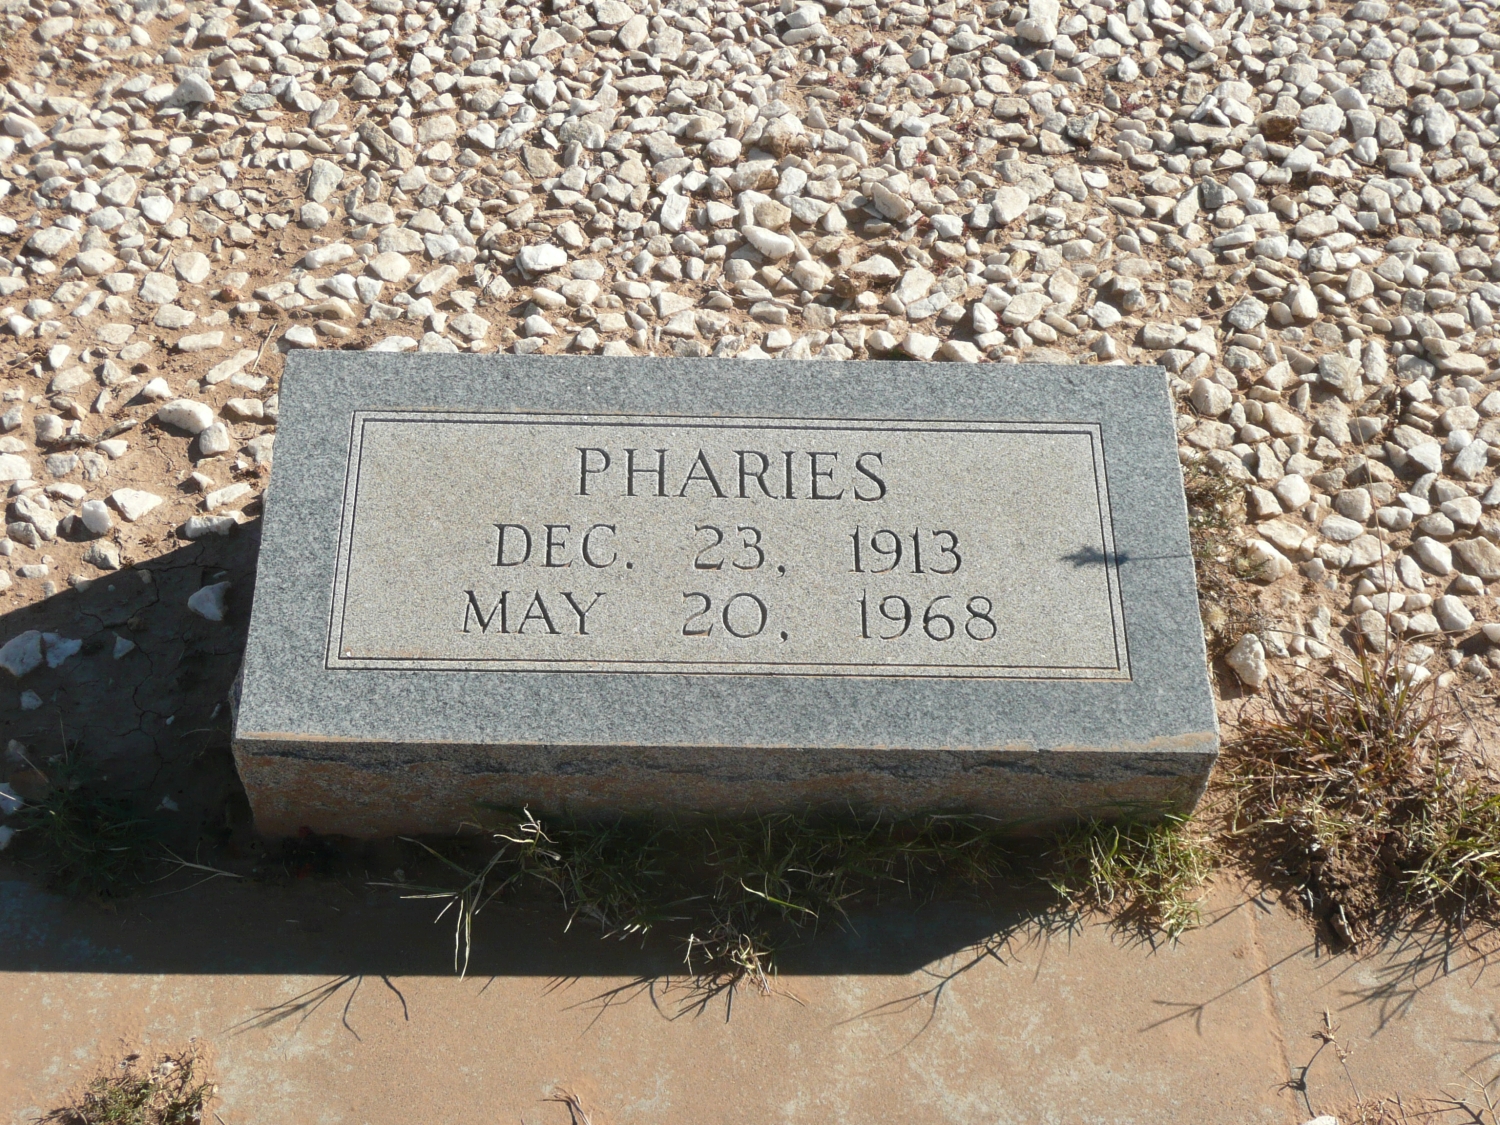 PHARIES
DEC. 23, 1913
MAY 20, 1968